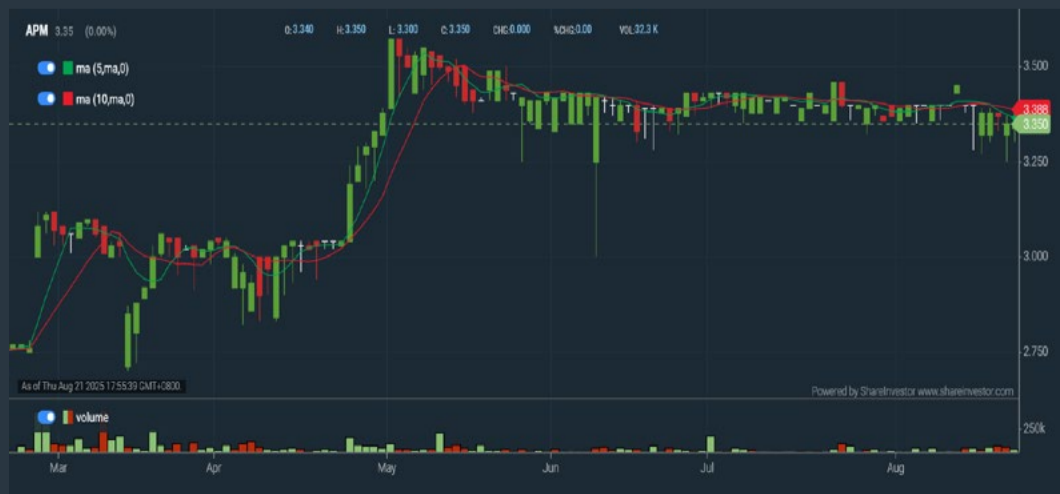 APM 3.35 (0.00%) O:3.340 H:3.350 L:3.300 C:3.350 CHG:0.000 %CHG:0.00 VOL:32.3 K
ma (5,ma,0)
ma (10,ma,0)
3.500
3.388
3.350
3.250
3.000
2.750
As of Thu Aug 21 2025 17:55:39 GMT+0800.
Powered by ShareInvestor www.shareinvestor.com
volume
250k
Mar Apr May Jun Jul Aug